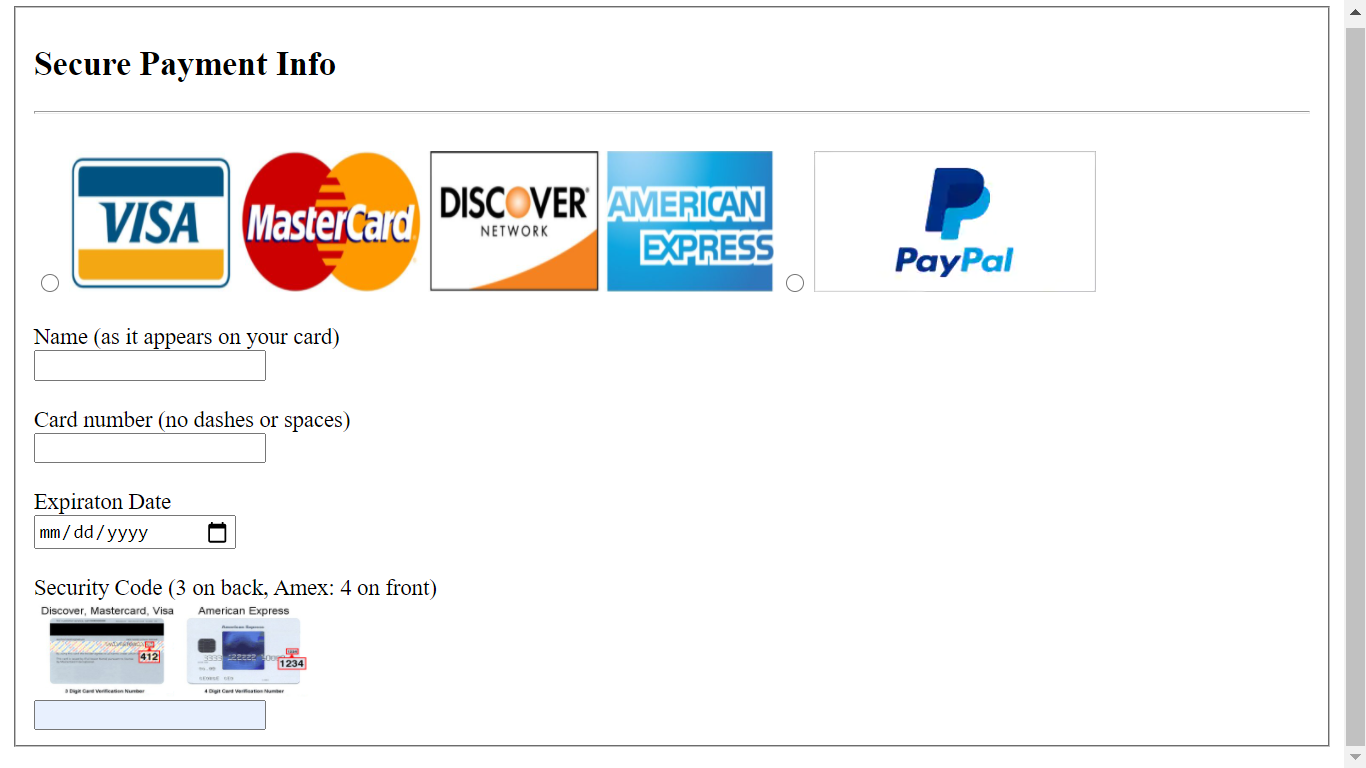 Secure Payment Info
VISA
MasterCard
DISCOVER
NETWORK
AMERICAN
EXPRESS
PayPal
Name (as it appears on your card)
Card number (no dashes or spaces)
Expiraton Date
mm/dd/yyyy
Security Code (3 on back, Amex: 4 on front)
Discover, Mastercard, Visa
American Express
412
1234
3 Digit Card Verification Number
4 Digit Card Verification Number